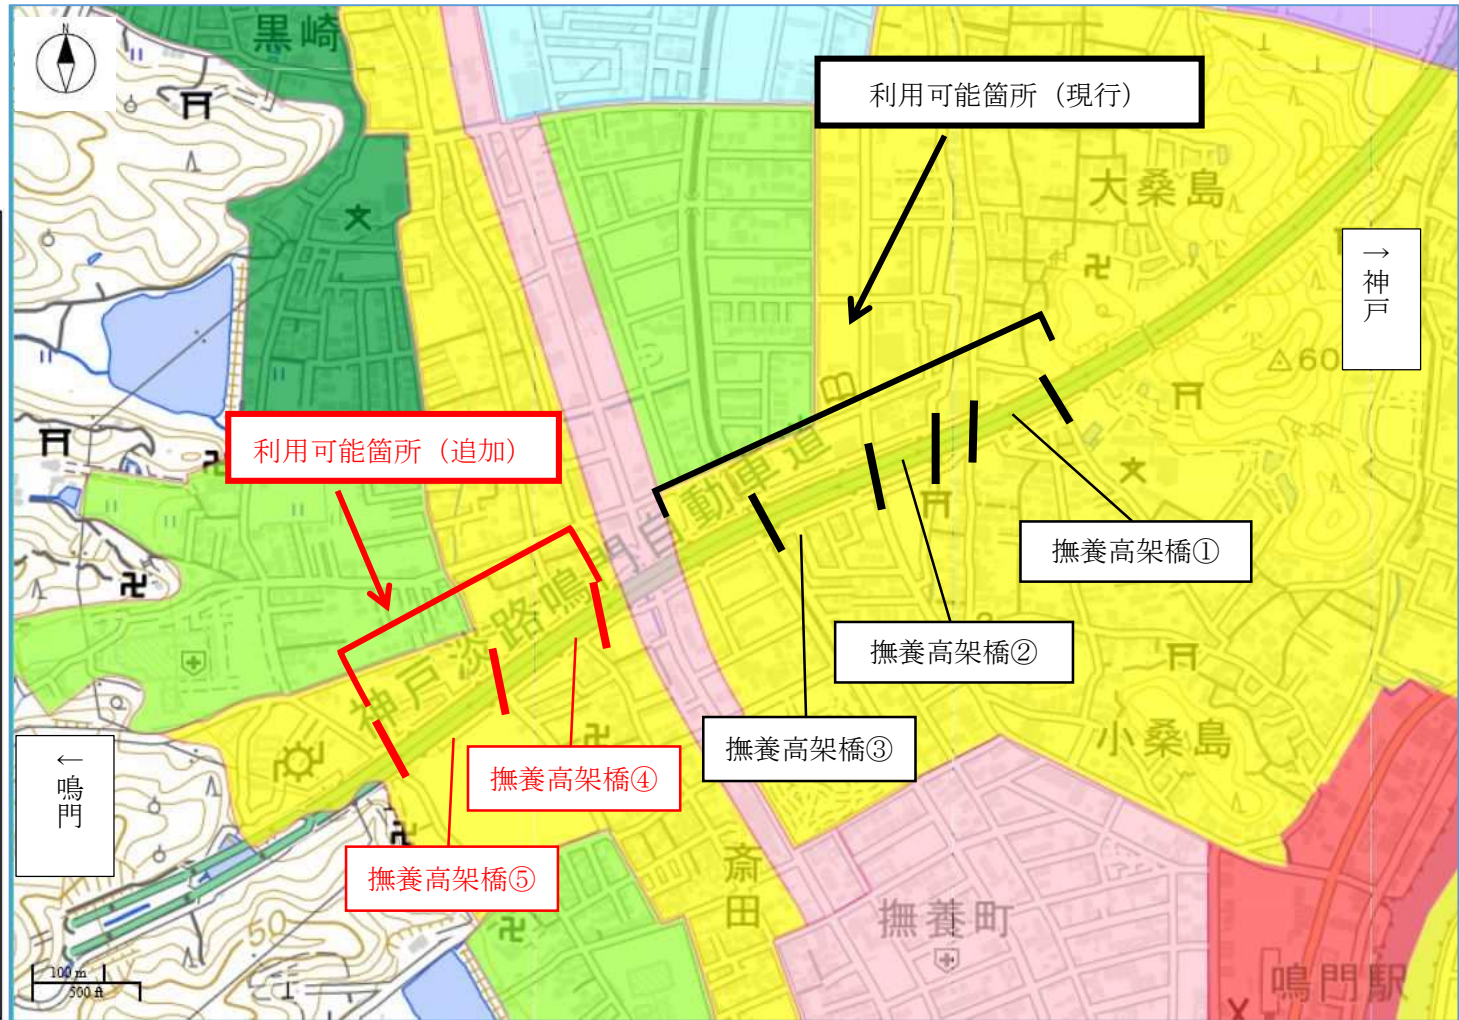 N
黒崎
利用可能箇所（現行）
大桑島
→神戸
60
利用可能箇所（追加）
神戸淡路鳴門自動車道
撫養高架橋①
撫養高架橋②
撫養高架橋③
小桑島
撫養高架橋④
←鳴門
撫養高架橋⑤
斎田
撫養町
50
鳴門駅
100 m
500 ft